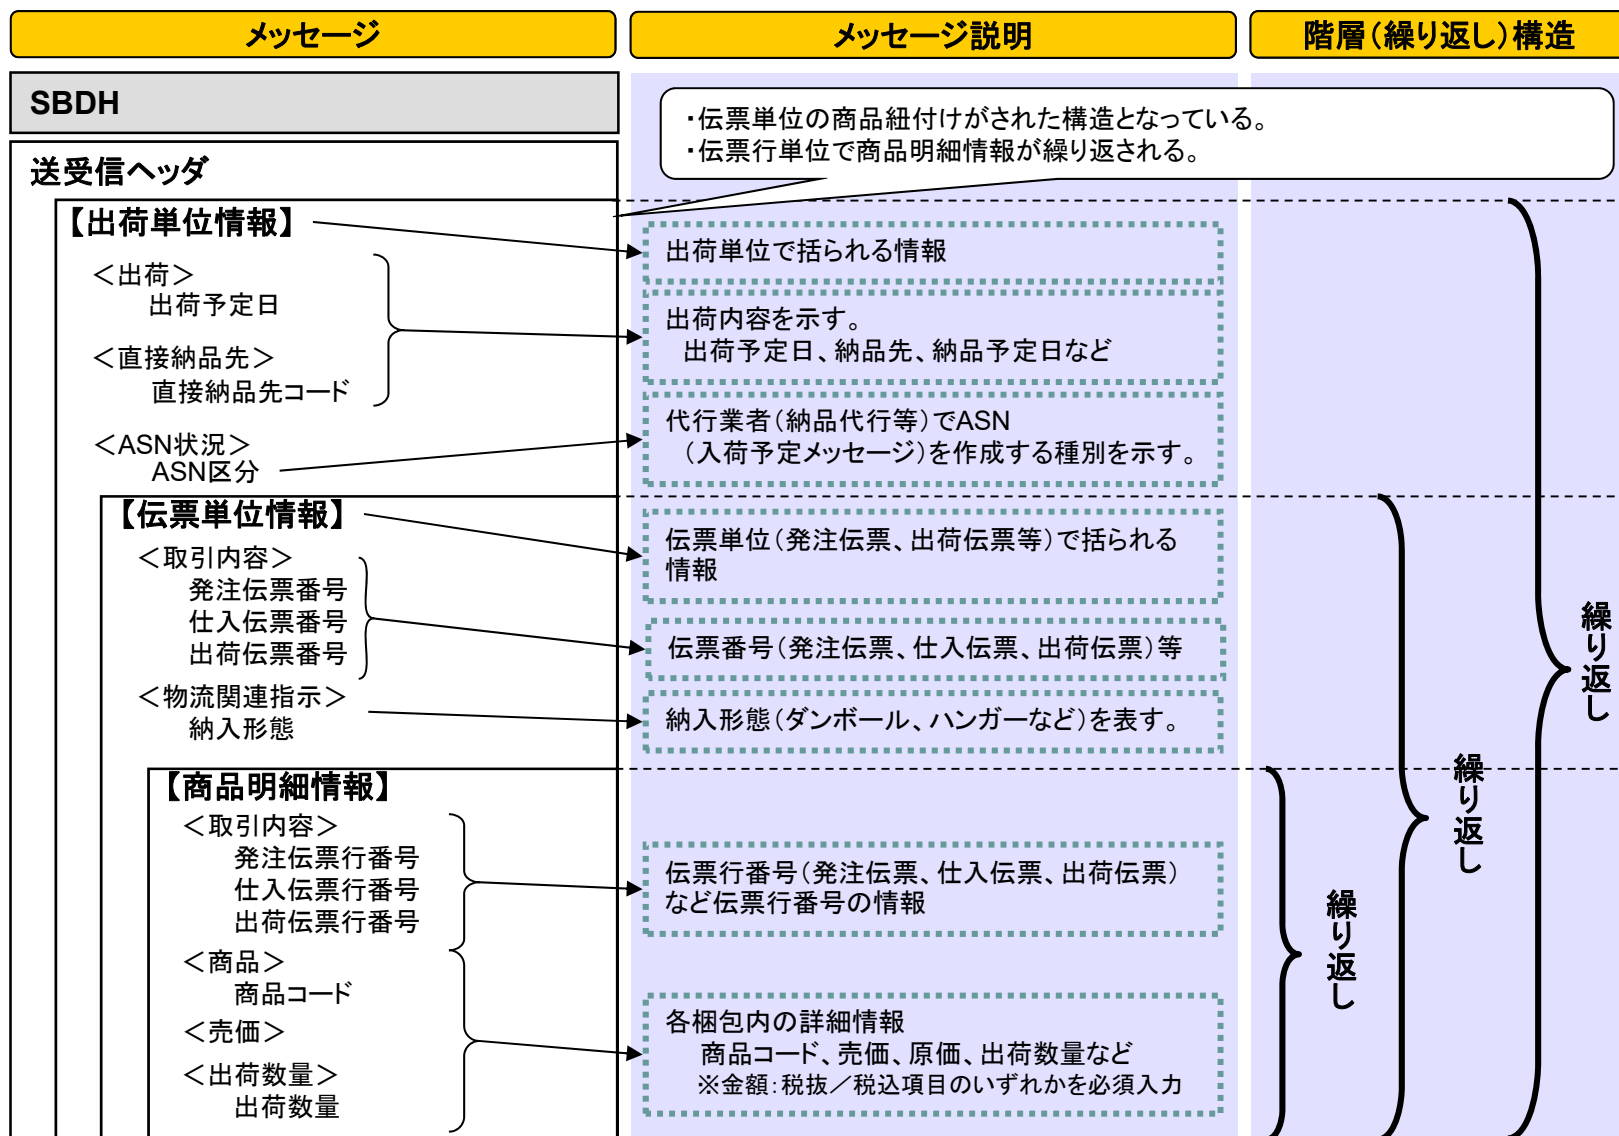 メッセージ
メッセージ説明
階層(繰り返し)構造
SBDH
・伝票単位の商品紐付けがされた構造となっている。
・伝票行単位で商品明細情報が繰り返される。
送受信ヘッダ
【出荷単位情報】
<出荷>
出荷予定日
<直接納品先>
直接納品先コード
<ASN状況>
ASN区分
出荷単位で括られる情報
出荷内容を示す。
出荷予定日、納品先、納品予定日など
代行業者(納品代行等)でASN
(入荷予定メッセージ)を作成する種別を示す。
【伝票単位情報】
<取引内容>
発注伝票番号
仕入伝票番号
出荷伝票番号
<物流関連指示>
納入形態
伝票単位(発注伝票、出荷伝票等)で括られる
情報
伝票番号(発注伝票、仕入伝票、出荷伝票)等
納入形態(ダンボール、ハンガーなど)を表す。
【商品明細情報】
<取引内容>
発注伝票行番号
仕入伝票行番号
出荷伝票行番号
<商品>
商品コード
<売価>
<出荷数量>
出荷数量
伝票行番号(発注伝票、仕入伝票、出荷伝票)
など伝票行番号の情報
各梱包内の詳細情報
商品コード、売価、原価、出荷数量など
※金額:税抜/税込項目のいずれかを必須入力
繰り返し
繰り返し
繰り返し